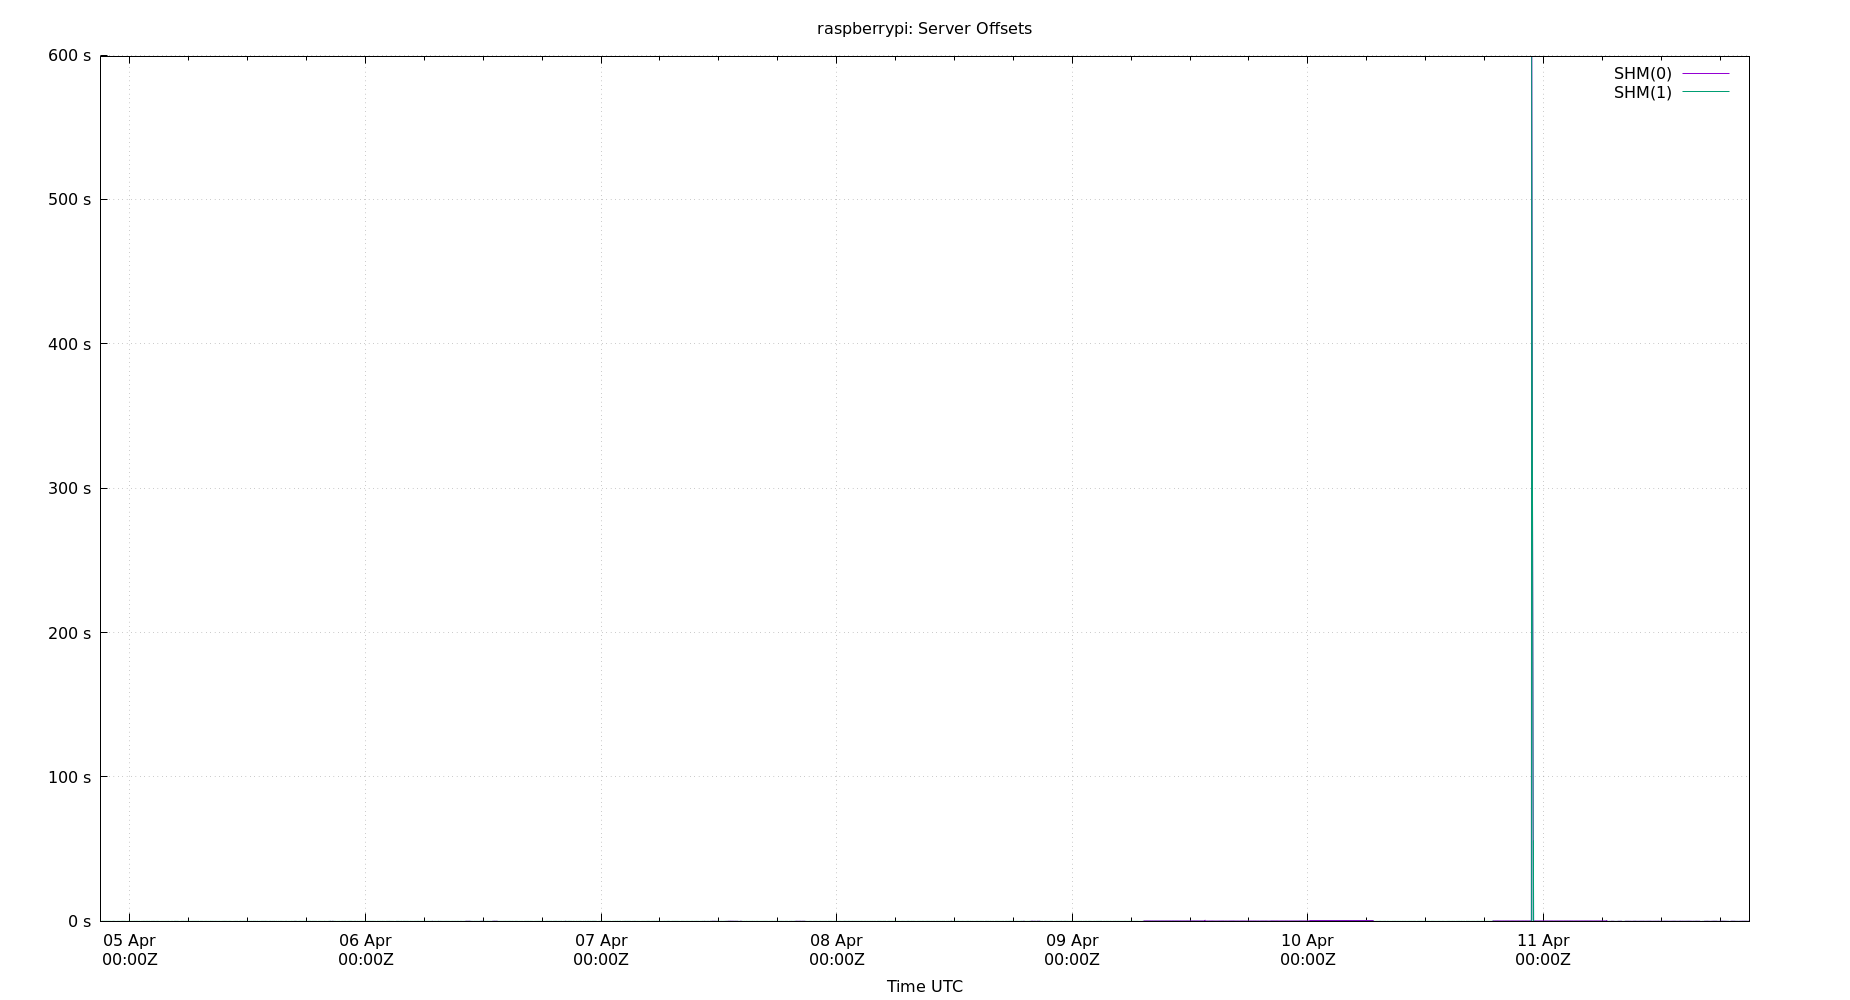 raspberrypi: Server Offsets
600 s
SHM(0)
SHM(1)
500 s
400 s
300 s
200 s
100 s
0 s
05 Apr 06 Apr 07 Apr 08 Apr 09 Apr 10 Apr 11 Apr
00:00Z 00:00Z 00:00Z 00:00Z 00:00Z 00:00Z 00:00Z
Time UTC